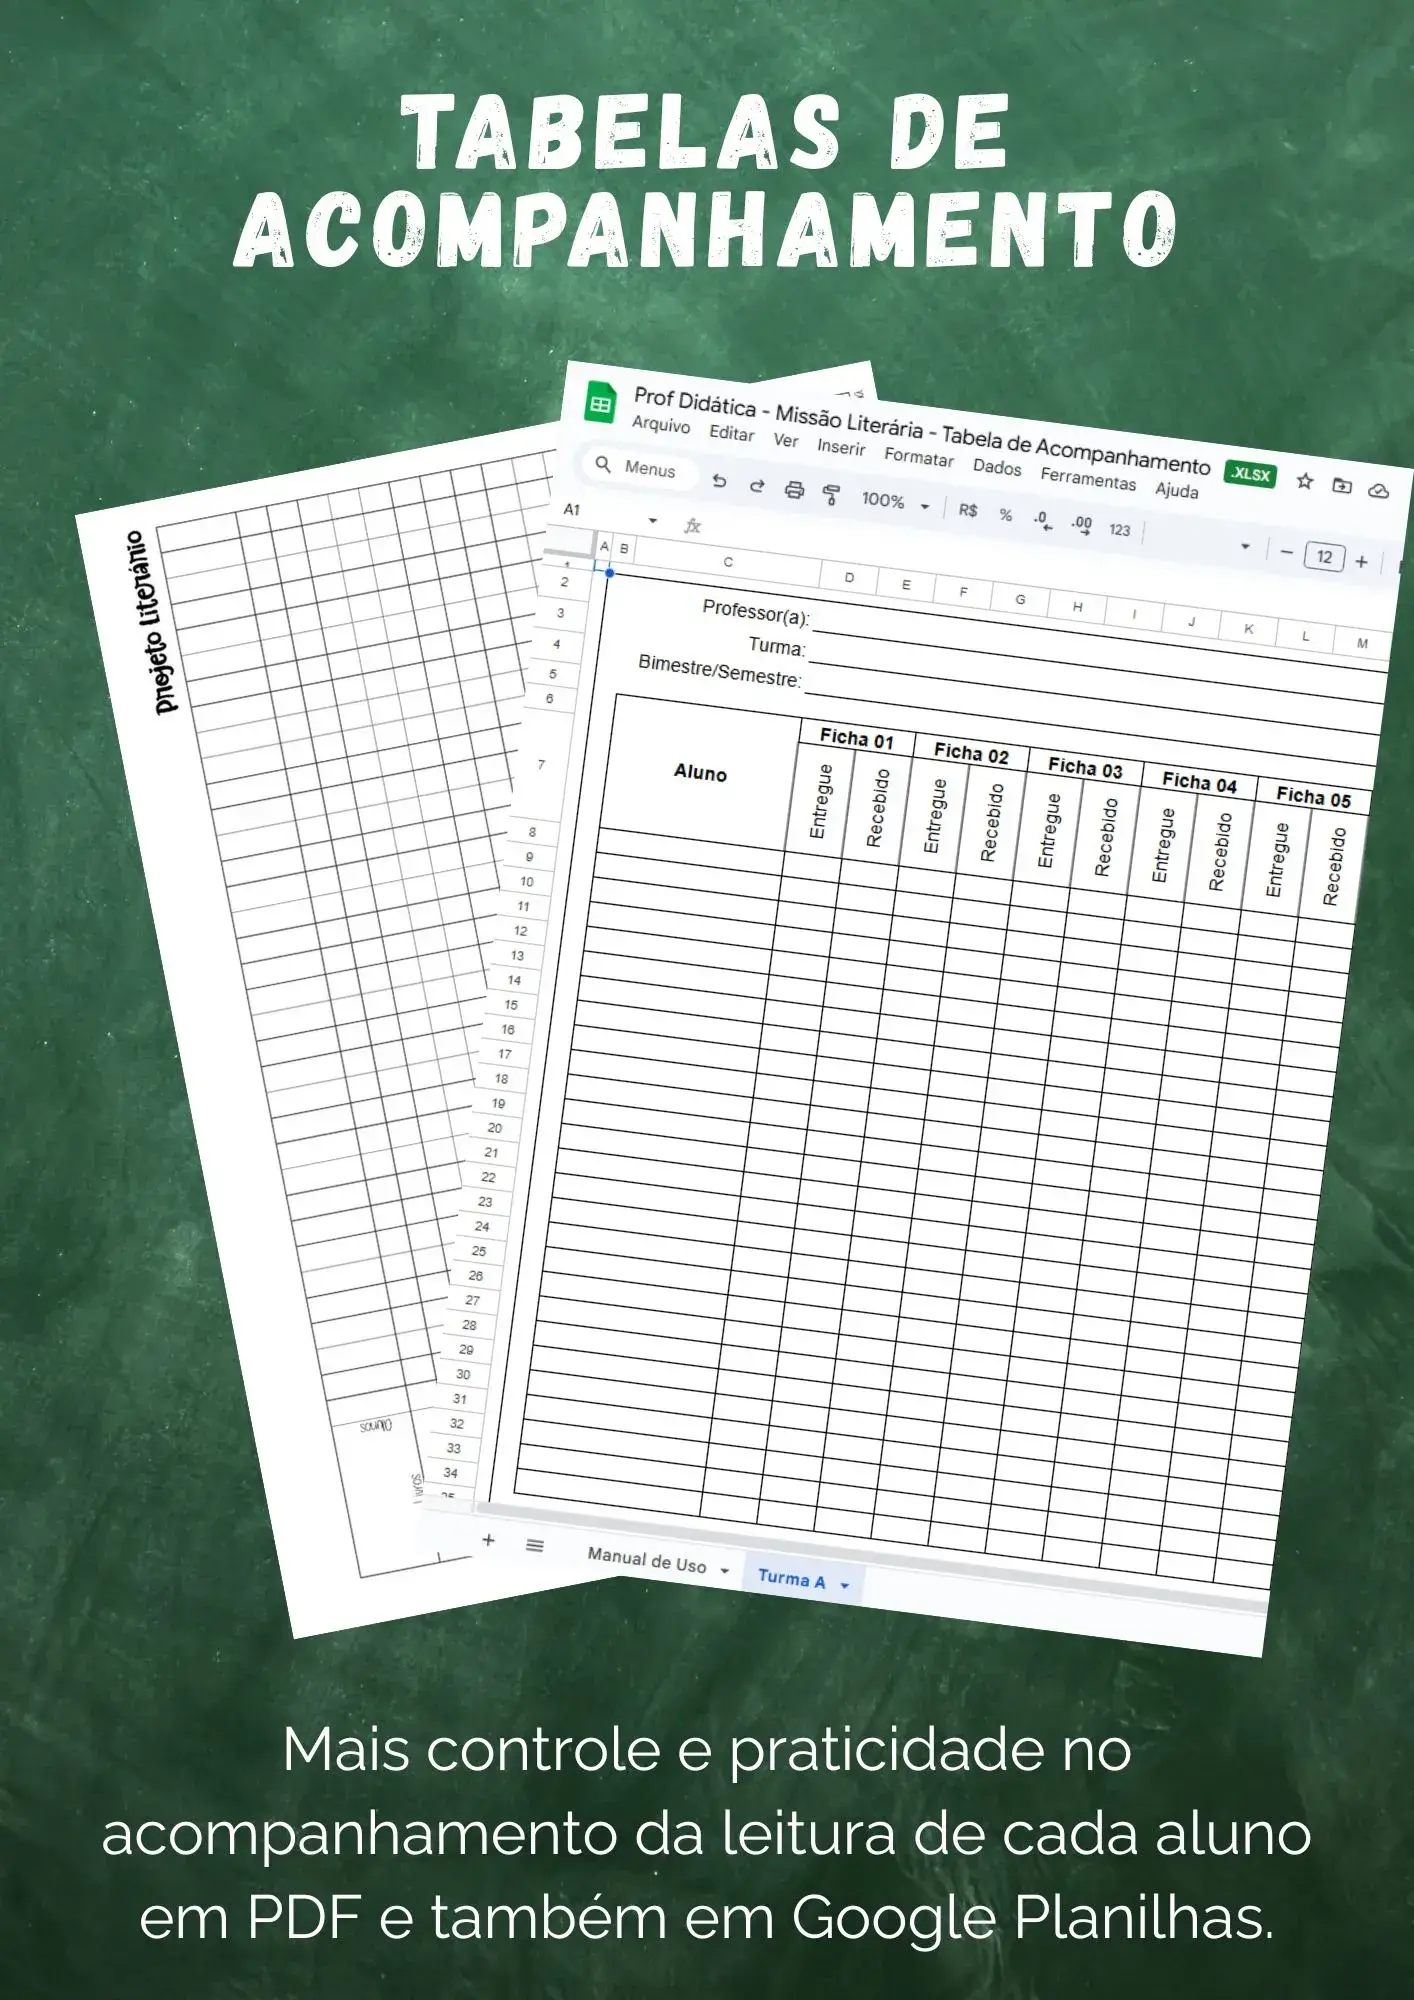 TABELAS DE
ACOMPANHAMENTO
projeto literário
alunos
Prof Didática - Missão Literária - Tabela de Acompanhamento .XLSX
Arquivo Editar Ver Inserir Formatar Dados Ferramentas Ajuda
Menus 100% R$ % .0 .00 123 12
A1 fx
A B C D E F G H I J K L M
Professor(a):
Turma:
Bimestre/Semestre:
Ficha 01 Ficha 02 Ficha 03 Ficha 04 Ficha 05
Aluno Entregue Recebido Entregue Recebido Entregue Recebido Entregue Recebido Entregue Recebido
2
3
4
5
6
7
8
9
10
11
12
13
14
15
16
17
18
19
20
21
22
23
24
25
26
27
28
29
30
31
32
33
34
Manual de Uso Turma A
Mais controle e praticidade no
acompanhamento da leitura de cada aluno
em PDF e também em Google Planilhas.